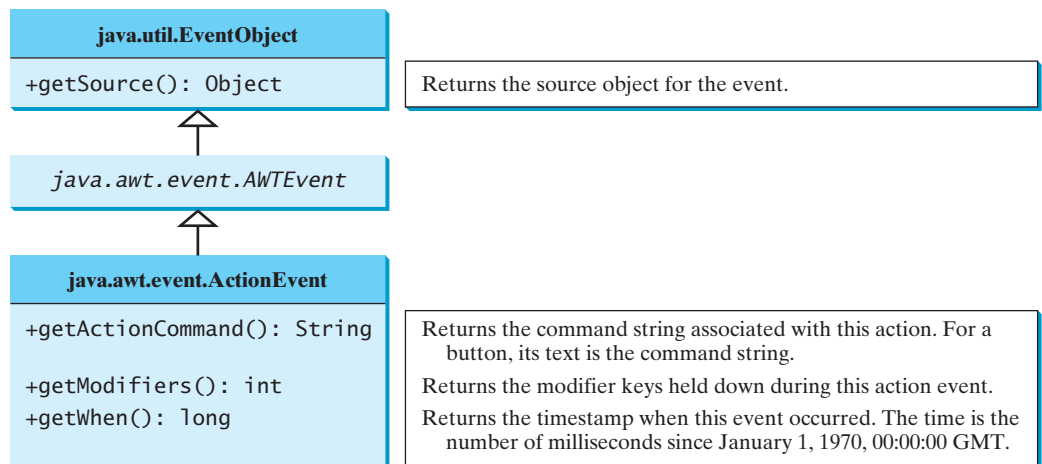 java.util.EventObject
+getSource(): Object
Returns the source object for the event.
java.awt.event.AWTEvent
java.awt.event.ActionEvent
+getActionCommand(): String
Returns the command string associated with this action. For a
button, its text is the command string.
+getModifiers(): int
Returns the modifier keys held down during this action event.
+getWhen(): long
Returns the timestamp when this event occurred. The time is the
number of milliseconds since January 1, 1970, 00:00:00 GMT.